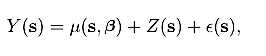 Y(𝐬) = μ(𝐬, 𝜷) + Z(𝐬) + ϵ(𝐬),